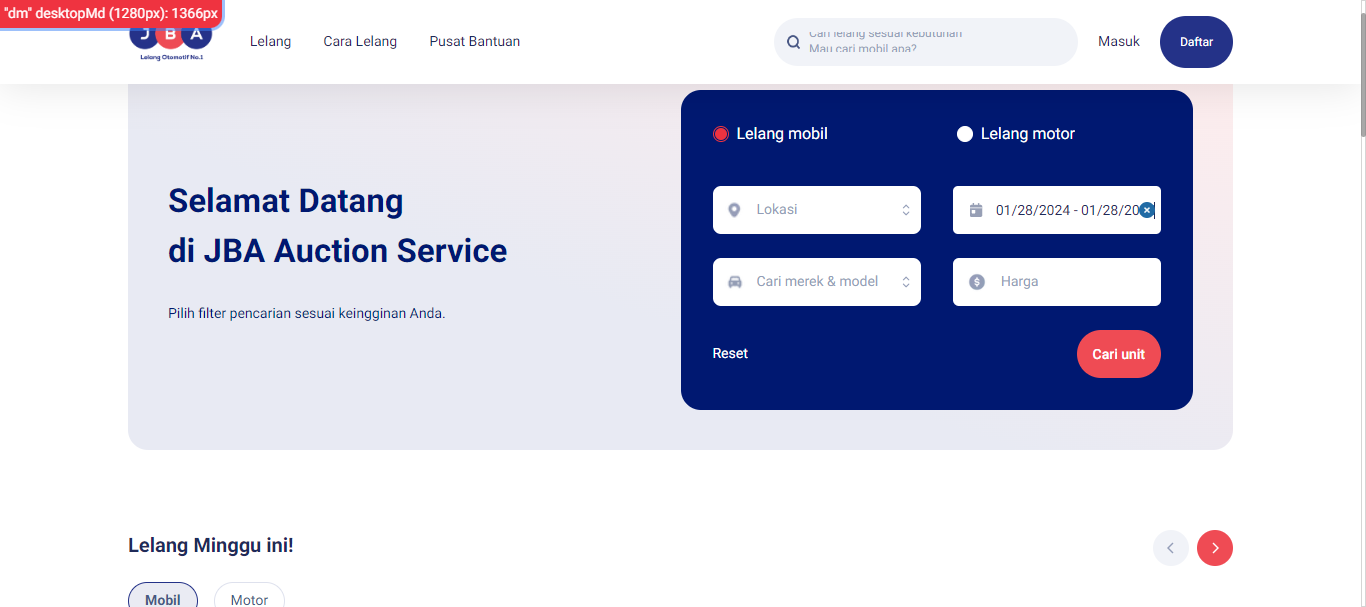 "dm" desktopMd (1280px): 1366px
J B A
Lelang Otomotif No.1
Lelang
Cara Lelang
Pusat Bantuan
Cari lelang sesuai kebutuhan
Mau cari mobil apa?
Masuk
Daftar
Selamat Datang
di JBA Auction Service
Pilih filter pencarian sesuai keingginan Anda.
Lelang mobil
Lelang motor
Lokasi
01/28/2024 - 01/28/20
Cari merek & model
Harga
Reset
Cari unit
Lelang Minggu ini!
Mobil
Motor